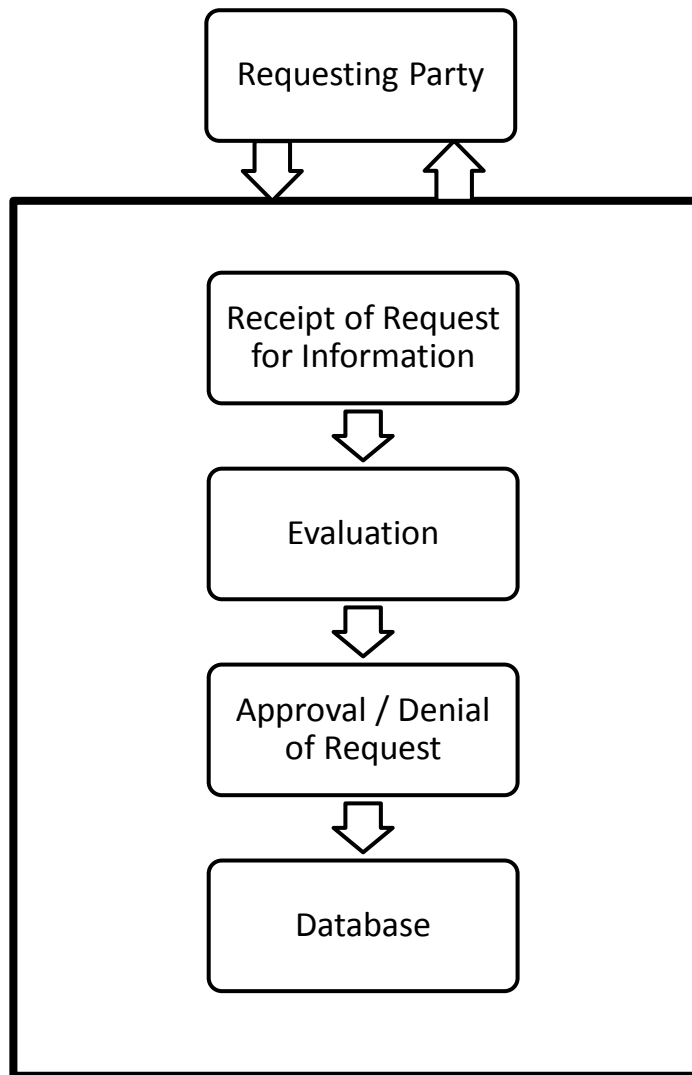 Requesting Party
Receipt of Request
for Information
Evaluation
Approval / Denial
of Request
Database